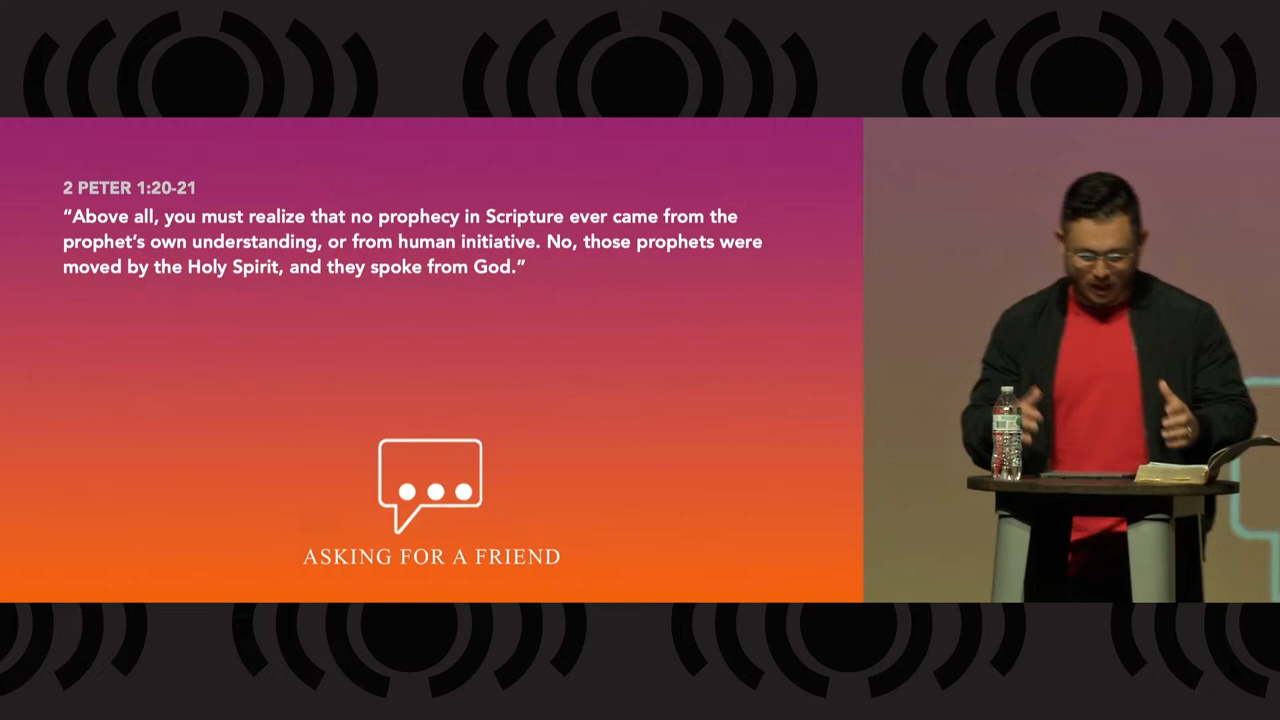 2 PETER 1:20-21
“Above all, you must realize that no prophecy in Scripture ever came from the
prophet’s own understanding, or from human initiative. No, those prophets were
moved by the Holy Spirit, and they spoke from God.”
ASKING FOR A FRIEND